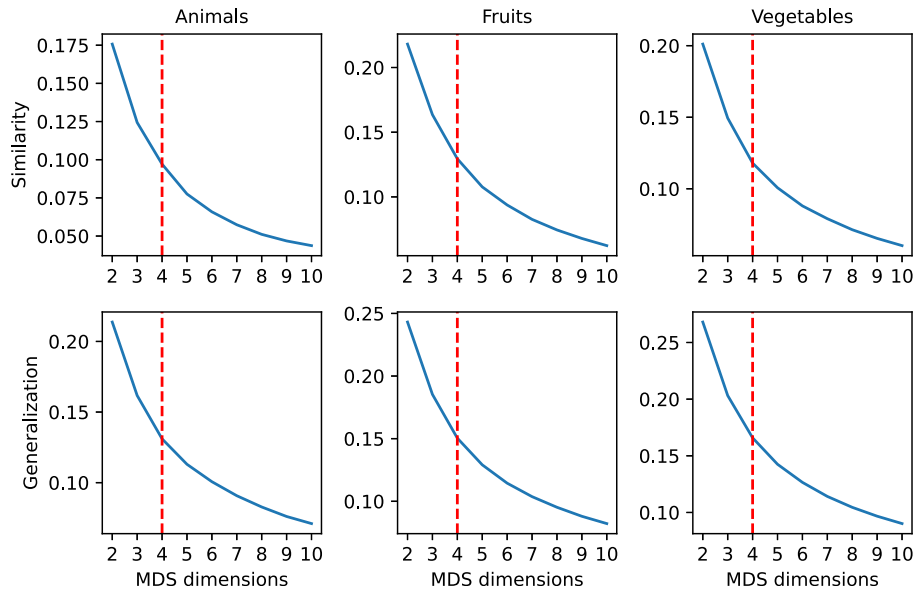 Animals Fruits Vegetables
Similarity
0.175
0.150
0.125
0.100
0.075
0.050
2 3 4 5 6 7 8 9 10
0.20
0.15
0.10
2 3 4 5 6 7 8 9 10
0.20
0.15
0.10
2 3 4 5 6 7 8 9 10
Generalization
0.20
0.15
0.10
2 3 4 5 6 7 8 9 10
MDS dimensions
0.25
0.20
0.15
0.10
2 3 4 5 6 7 8 9 10
MDS dimensions
0.25
0.20
0.15
0.10
2 3 4 5 6 7 8 9 10
MDS dimensions